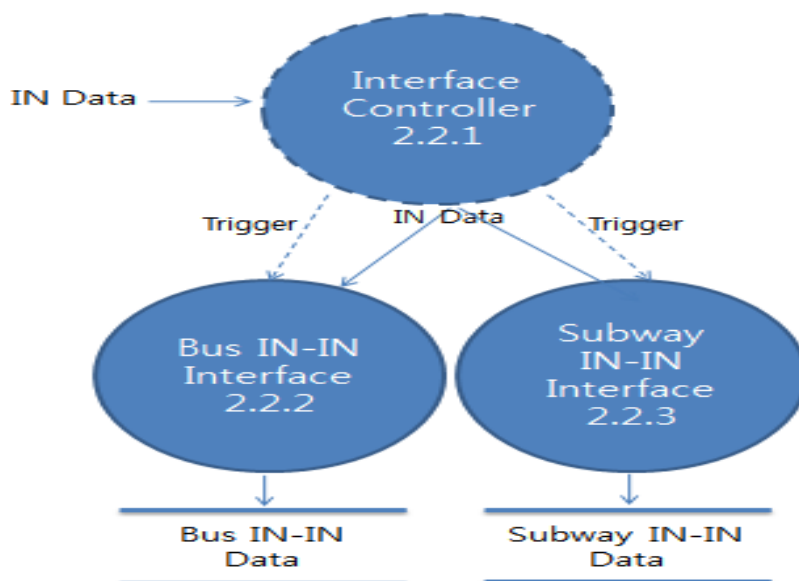 Interface
Controller
2.2.1
IN Data
Trigger
IN Data
Trigger
Bus IN-IN
Interface
2.2.2
Subway
IN-IN
Interface
2.2.3
Bus IN-IN
Data
Subway IN-IN
Data